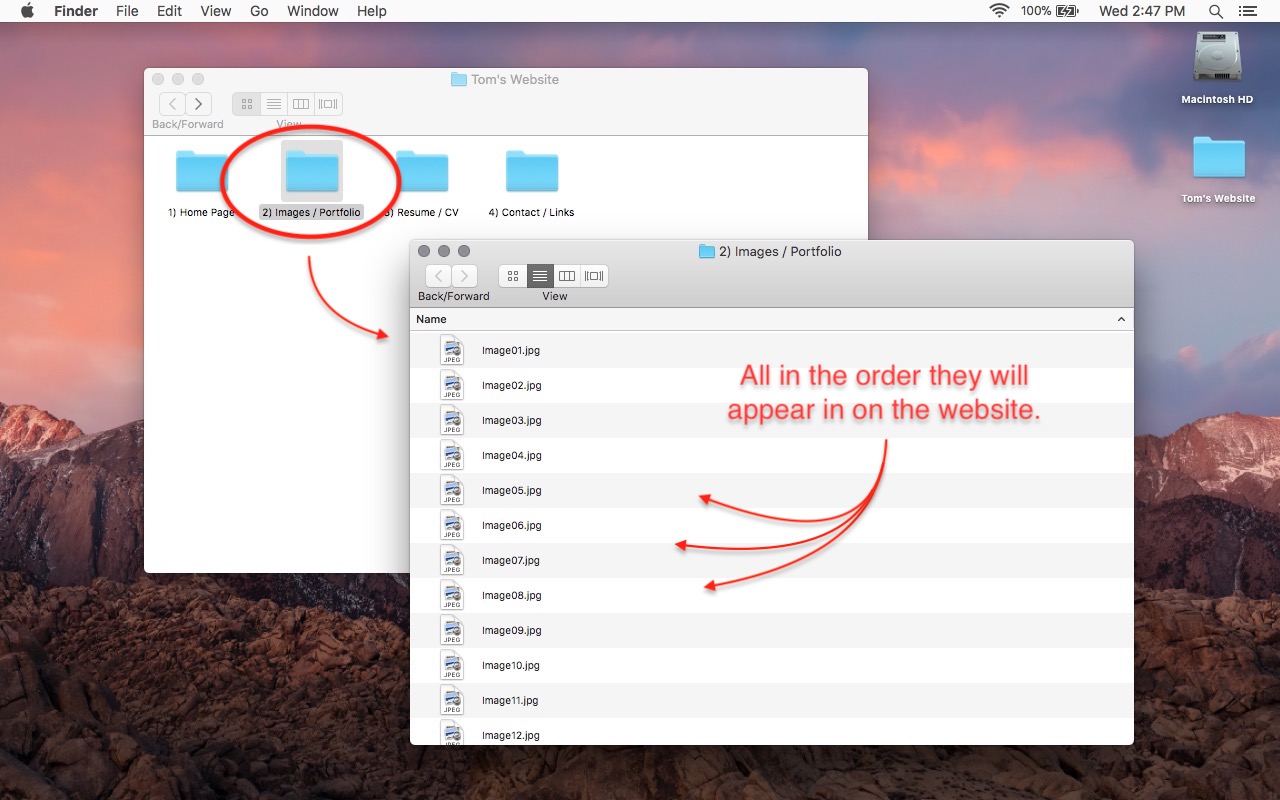 Finder File Edit View Go Window Help 100% Wed 2:47 PM
Macintosh HD
Tom's Website
Tom's Website
Back/Forward View
1) Home Page 2) Images / Portfolio 3) Resume / CV 4) Contact / Links
2) Images / Portfolio
Back/Forward View
Name
JPEG Image01.jpg
JPEG Image02.jpg
JPEG Image03.jpg
JPEG Image04.jpg
JPEG Image05.jpg
JPEG Image06.jpg
JPEG Image07.jpg
JPEG Image08.jpg
JPEG Image09.jpg
JPEG Image10.jpg
JPEG Image11.jpg
JPEG Image12.jpg
All in the order they will
appear in on the website.